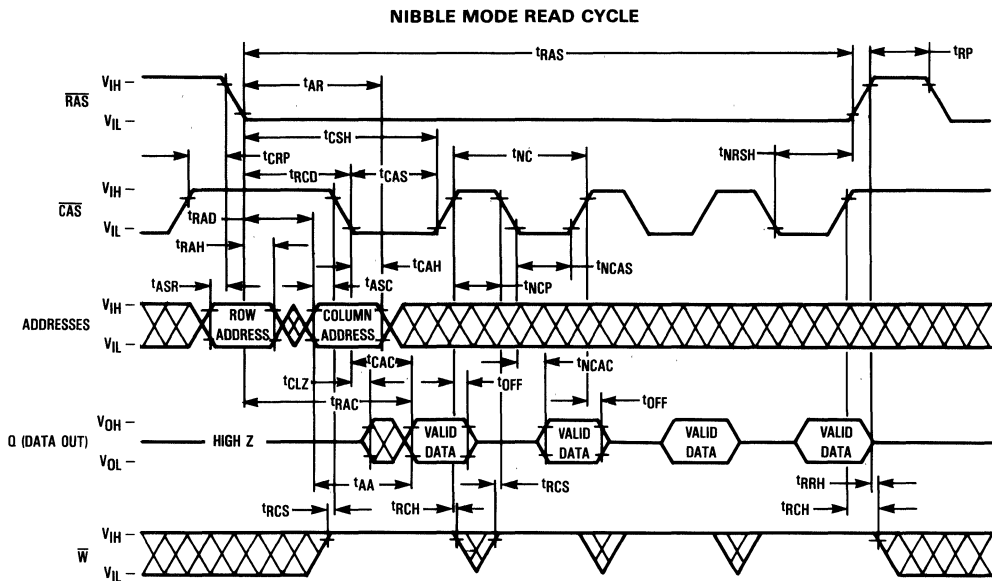 NIBBLE MODE READ CYCLE
tRAS
tRP
VIH
tAR
RAS
VIL
tCSH
tCRP
tNC
tNRSH
tRCD
tCAS
VIH
CAS
tRAD
VIL
tRAH
tCAH
tNCAS
tASR
tASC
tNCP
VIH
ADDRESSES
ROW ADDRESS
COLUMN ADDRESS
VIL
tCAC
tNCAC
tCLZ
tOFF
tRAC
tOFF
VOH
Q (DATA OUT)
HIGH Z
VALID DATA
VALID DATA
VALID DATA
VALID DATA
VOL
tAA
tRCS
tRRH
tRCS
tRCH
tRCH
VIH
W
VIL